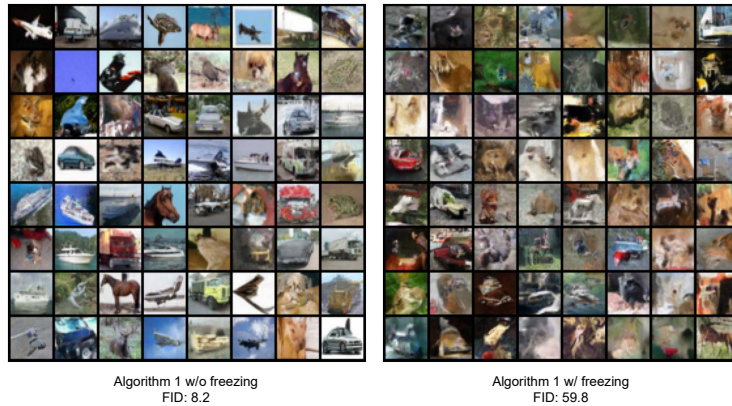 Algorithm 1 w/o freezing
FID: 8.2
Algorithm 1 w/ freezing
FID: 59.8